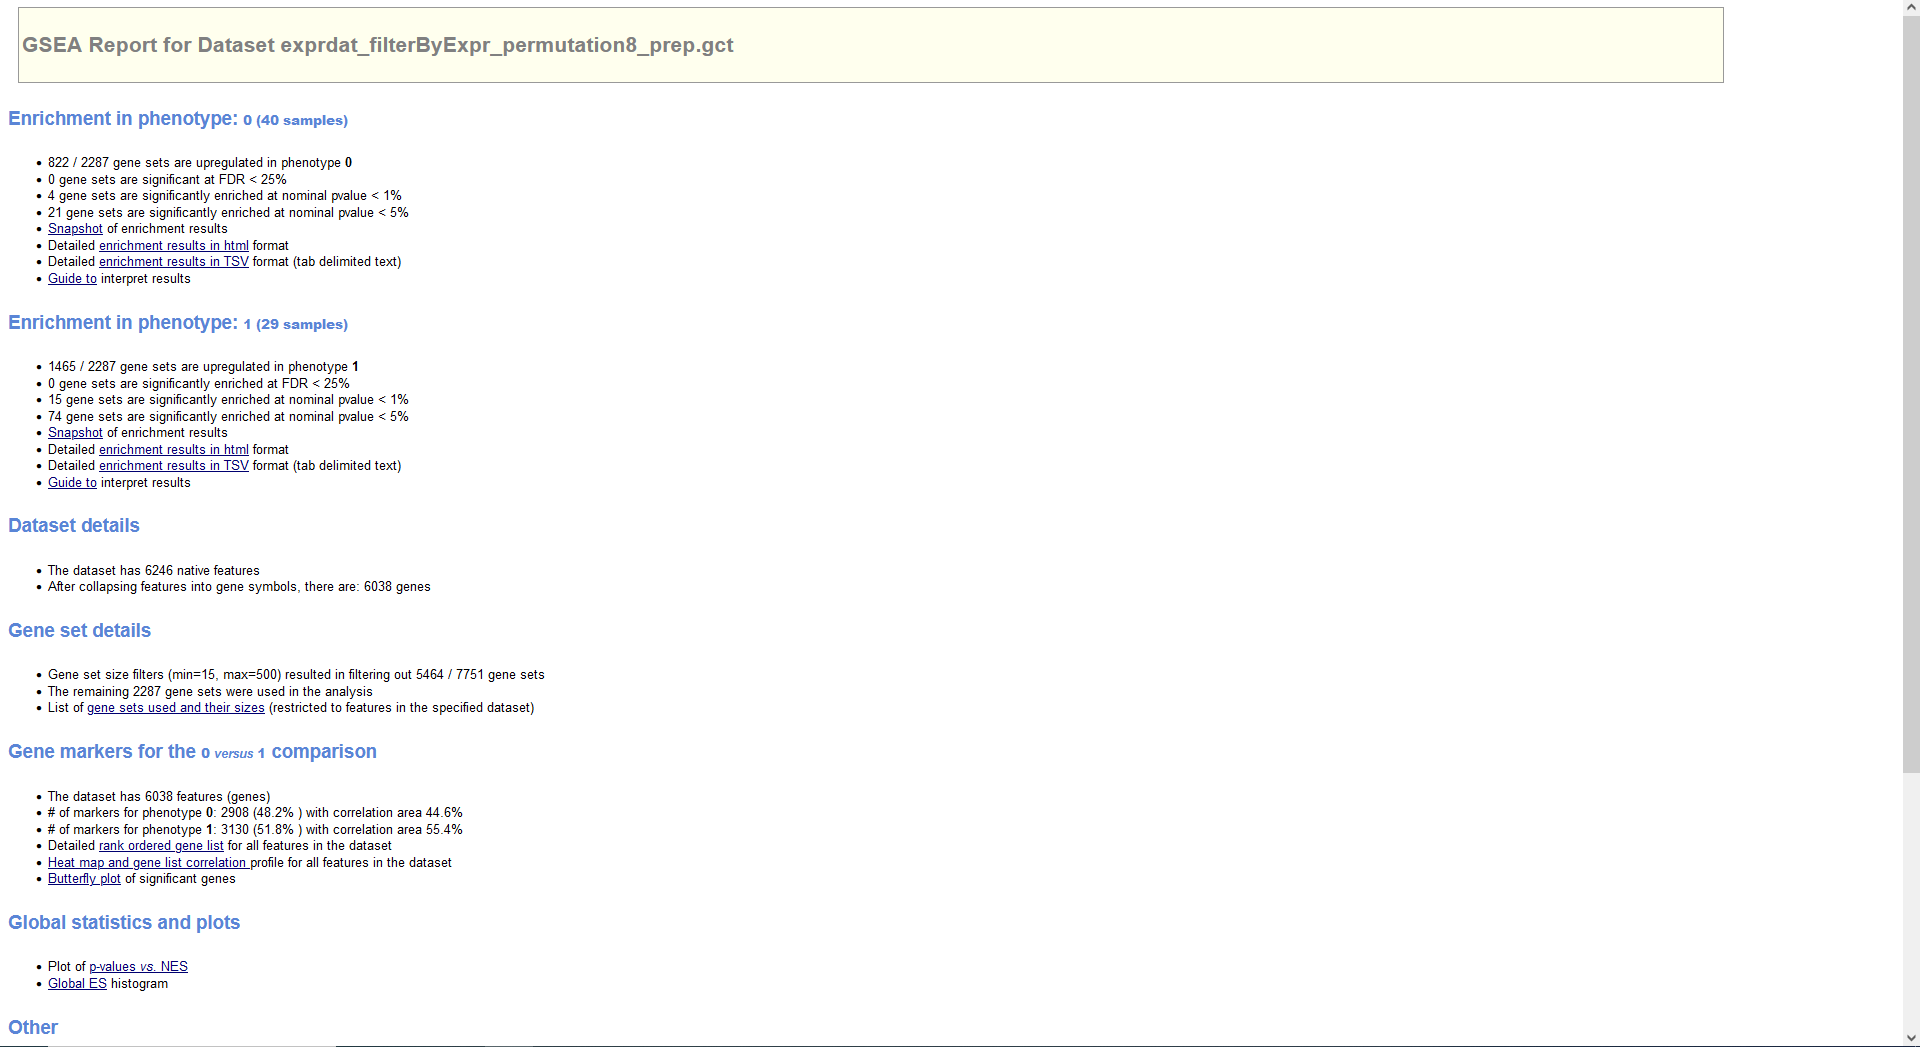 GSEA Report for Dataset exprdat_filterByExpr_permutation8_prep.gct
Enrichment in phenotype: 0 (40 samples)
• 822 / 2287 gene sets are upregulated in phenotype 0
• 0 gene sets are significant at FDR < 25%
• 4 gene sets are significantly enriched at nominal pvalue < 1%
• 21 gene sets are significantly enriched at nominal pvalue < 5%
• Snapshot of enrichment results
• Detailed enrichment results in html format
• Detailed enrichment results in TSV format (tab delimited text)
• Guide to interpret results
Enrichment in phenotype: 1 (29 samples)
• 1465 / 2287 gene sets are upregulated in phenotype 1
• 0 gene sets are significantly enriched at FDR < 25%
• 15 gene sets are significantly enriched at nominal pvalue < 1%
• 74 gene sets are significantly enriched at nominal pvalue < 5%
• Snapshot of enrichment results
• Detailed enrichment results in html format
• Detailed enrichment results in TSV format (tab delimited text)
• Guide to interpret results
Dataset details
• The dataset has 6246 native features
• After collapsing features into gene symbols, there are: 6038 genes
Gene set details
• Gene set size filters (min=15, max=500) resulted in filtering out 5464 / 7751 gene sets
• The remaining 2287 gene sets were used in the analysis
• List of gene sets used and their sizes (restricted to features in the specified dataset)
Gene markers for the 0 versus 1 comparison
• The dataset has 6038 features (genes)
• # of markers for phenotype 0: 2908 (48.2% ) with correlation area 44.6%
• # of markers for phenotype 1: 3130 (51.8% ) with correlation area 55.4%
• Detailed rank ordered gene list for all features in the dataset
• Heat map and gene list correlation profile for all features in the dataset
• Butterfly plot of significant genes
Global statistics and plots
• Plot of p-values vs. NES
• Global ES histogram
Other